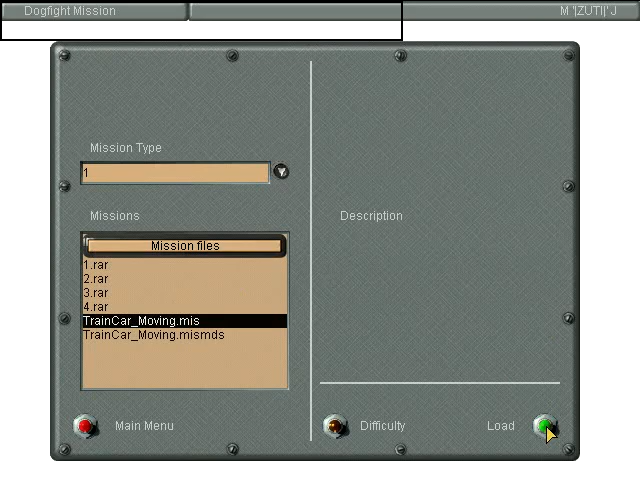 Dogfight Mission
M '|ZUTI|' J
Mission Type
1
Missions
Description
Mission files
1.rar
2.rar
3.rar
4.rar
TrainCar_Moving.mis
TrainCar_Moving.mismds
Main Menu
Difficulty
Load